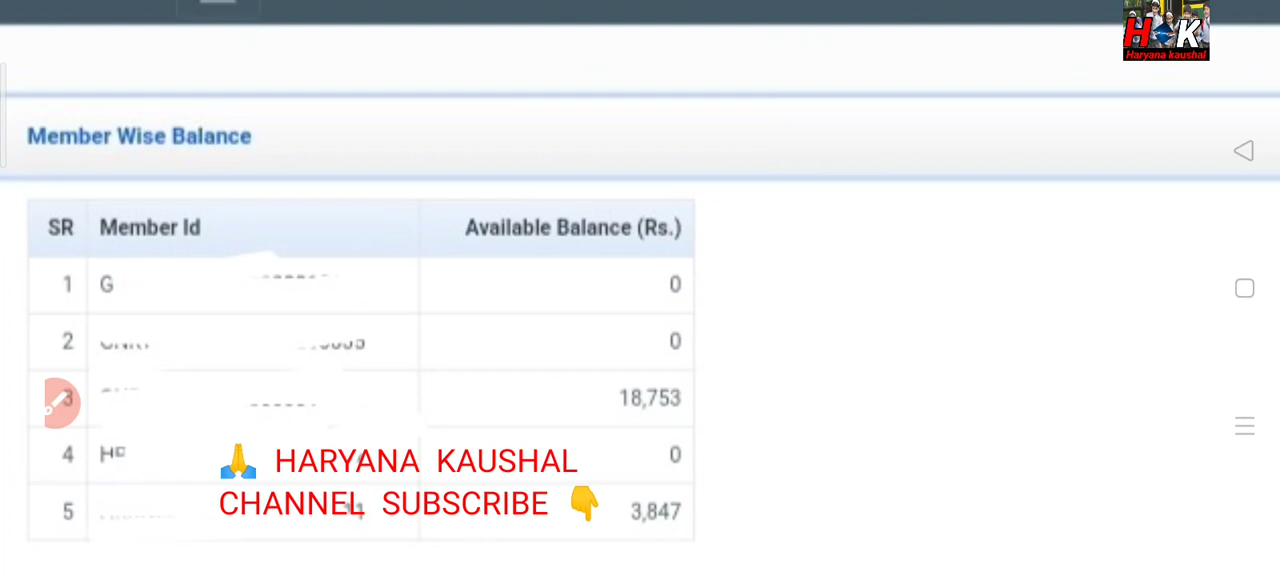 H K
Haryana kaushal
Member Wise Balance
SR Member Id Available Balance (Rs.)
1 G 0
2 0
3 18,753
4 0
5 3,847
🙏 HARYANA KAUSHAL
CHANNEL SUBSCRIBE 👇